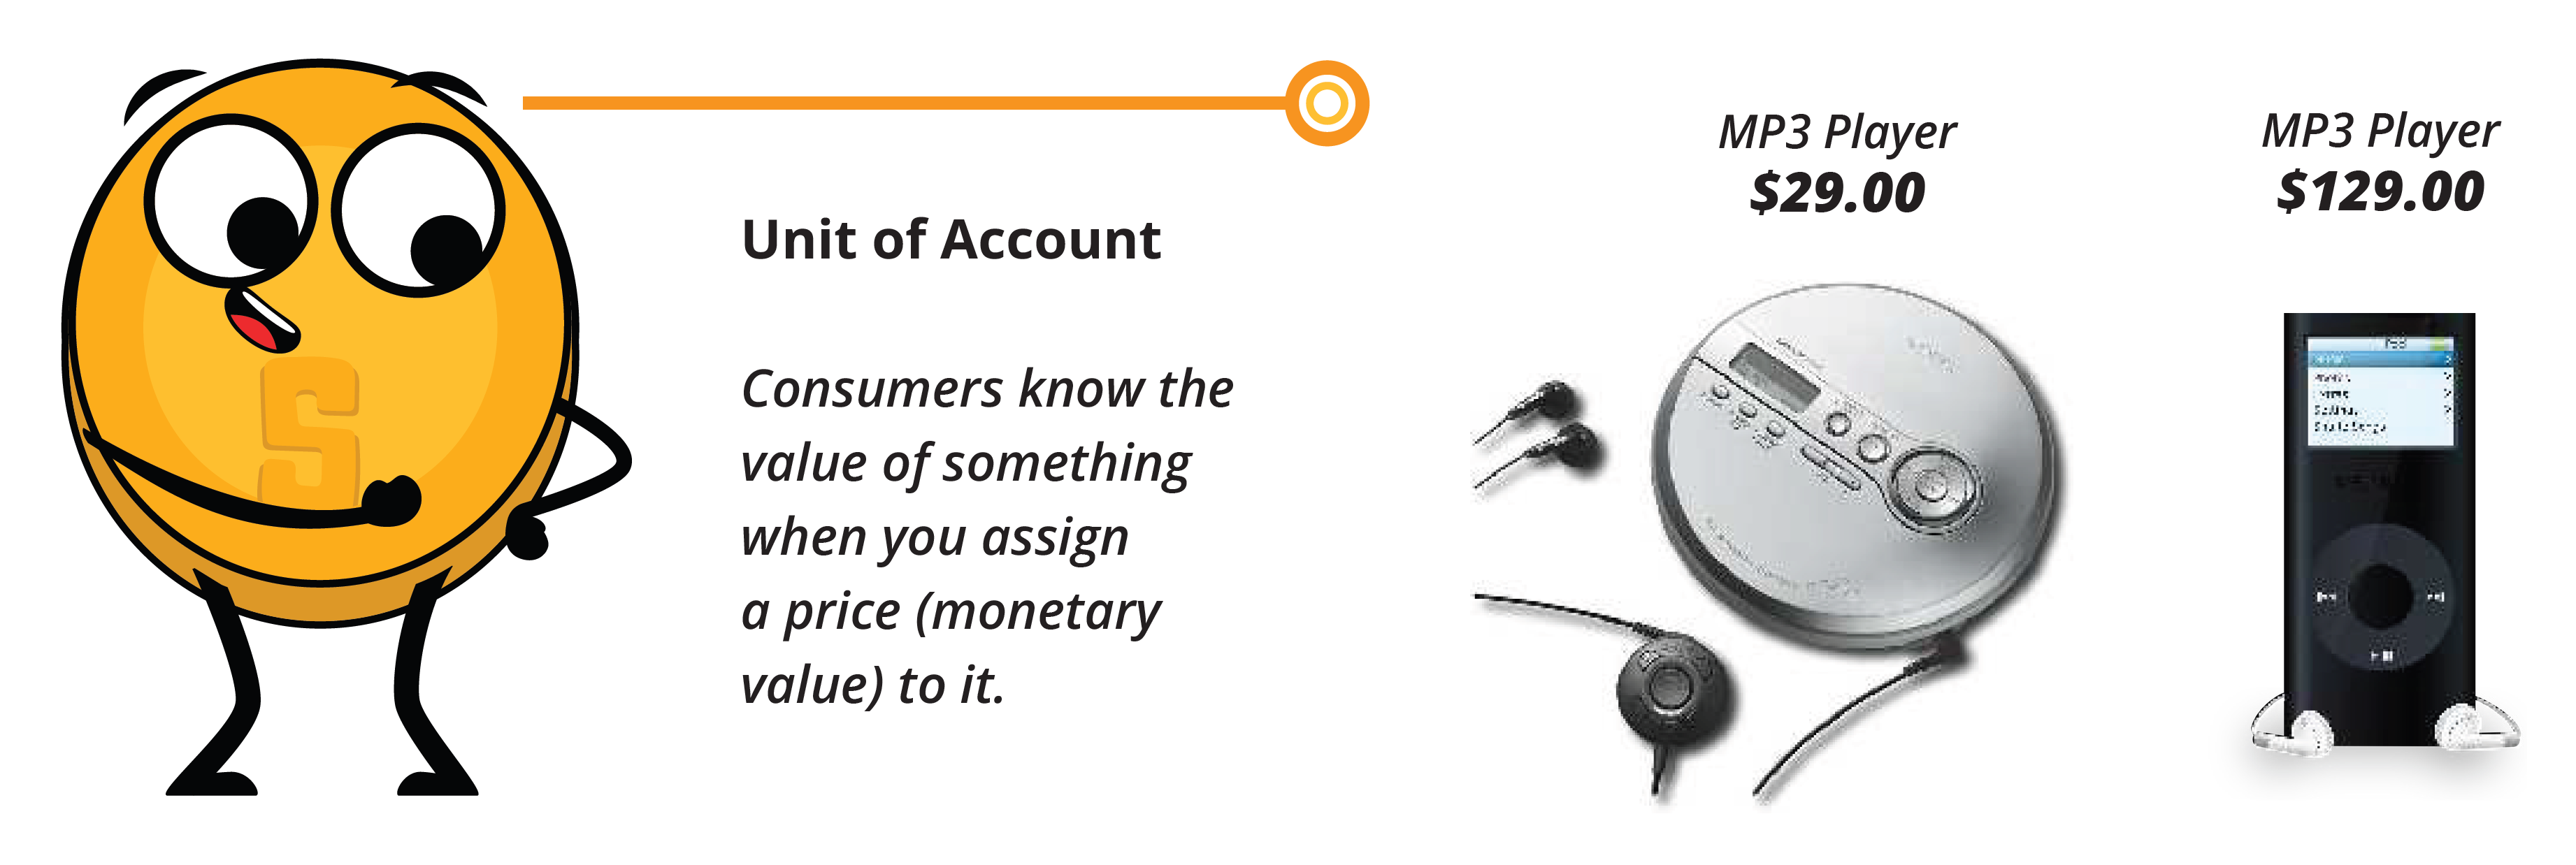 Unit of Account
Consumers know the
value of something
when you assign
a price (monetary
value) to it.
MP3 Player
$29.00
MP3 Player
$129.00
S
Settings